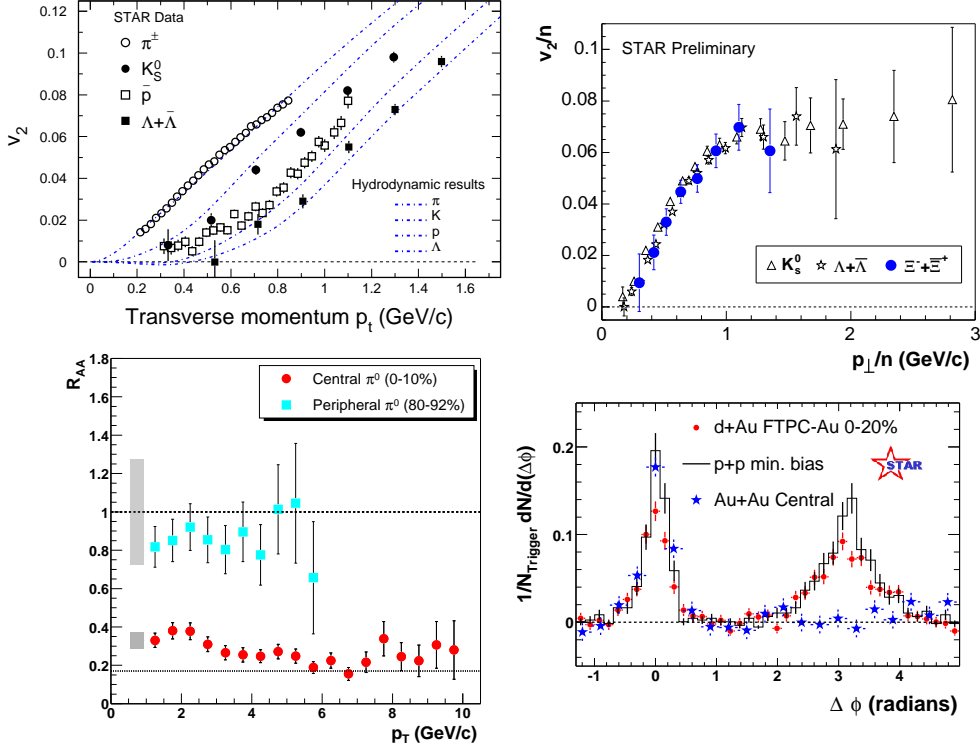 STAR Data
π±
K0S
p̄
Λ+Λ̄
Hydrodynamic results
π
K
p
Λ
V2
0.12
0.1
0.08
0.06
0.04
0.02
0
0 0.2 0.4 0.6 0.8 1.0 1.2 1.4 1.6
Transverse momentum pt (GeV/c)
STAR Preliminary
v2/n
0.1
0.08
0.06
0.04
0.02
0
K0s Λ+Λ̄ Ξ-+Ξ̄+
0 1 2 3
p⊥/n (GeV/c)
RAA
1.8
1.6
1.4
1.2
1
0.8
0.6
0.4
0.2
0
Central π0 (0-10%)
Peripheral π0 (80-92%)
0 2 4 6 8 10
pT (GeV/c)
1/NTrigger dN/d(Δϕ)
0.2
0.1
0
d+Au FTPC-Au 0-20%
p+p min. bias
Au+Au Central
STAR
-1 0 1 2 3 4
Δ ϕ (radians)